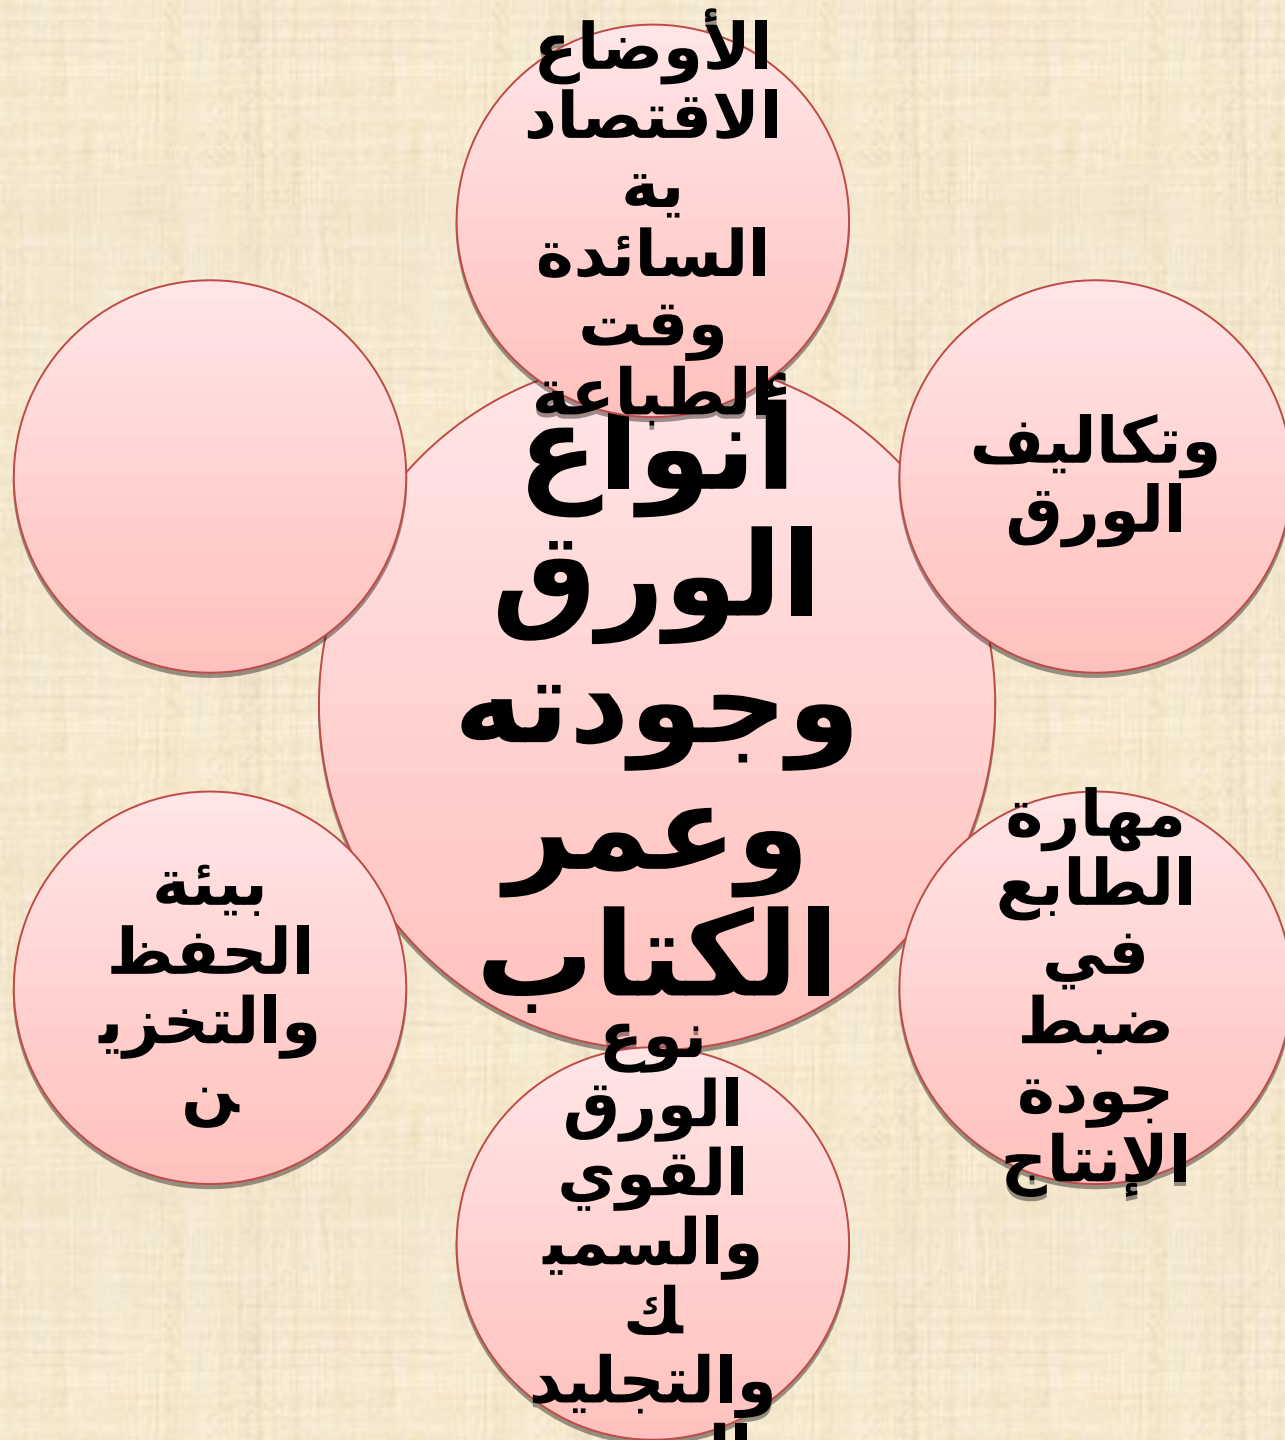 الأوضاع
الاقتصاد
ية
السائدة
وقت
الطباعة
وتكاليف
الورق
أنواع
الورق
وجودته
وعمر
الكتاب
مهارة
الطابع
في
ضبط
جودة
الإنتاج
بيئة
الحفظ
والتخزي
ن
نوع
الورق
القوي
والسمي
ك
والتجليد